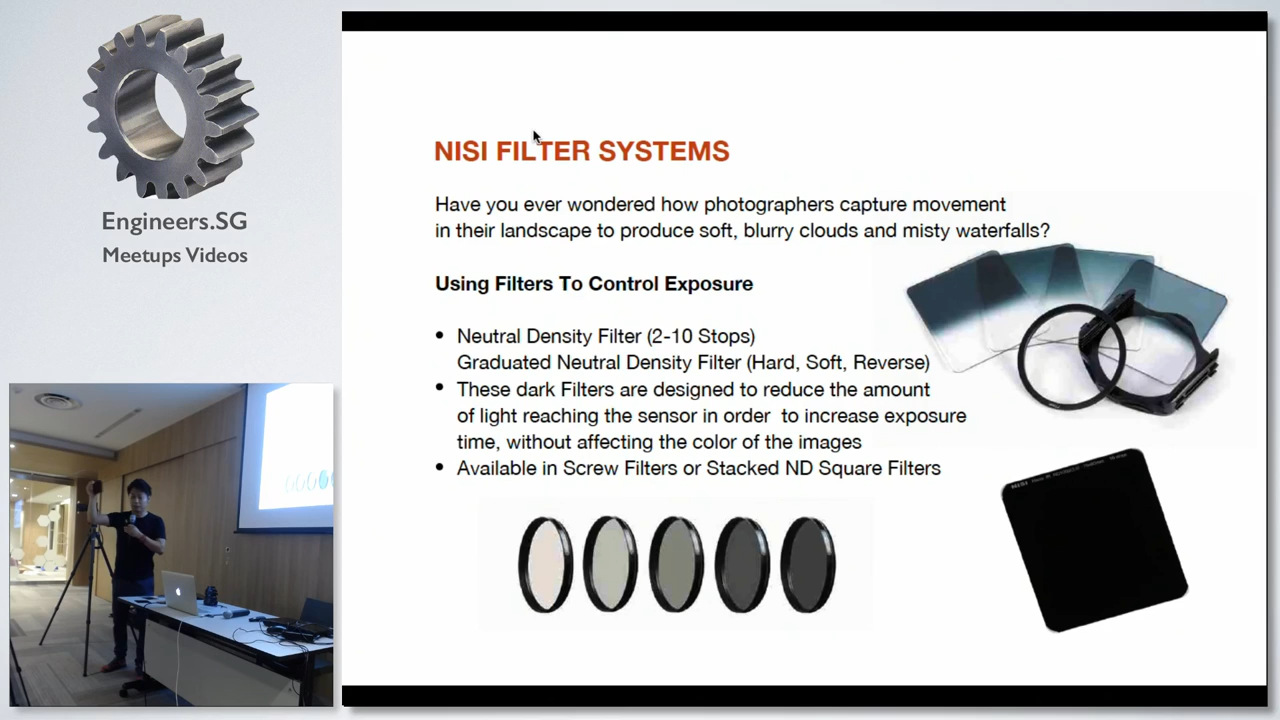 Engineers.SG
Meetups Videos
NISI FILTER SYSTEMS
Have you ever wondered how photographers capture movement
in their landscape to produce soft, blurry clouds and misty waterfalls?
Using Filters To Control Exposure
• Neutral Density Filter (2-10 Stops)
Graduated Neutral Density Filter (Hard, Soft, Reverse)
• These dark Filters are designed to reduce the amount
of light reaching the sensor in order to increase exposure
time, without affecting the color of the images
• Available in Screw Filters or Stacked ND Square Filters